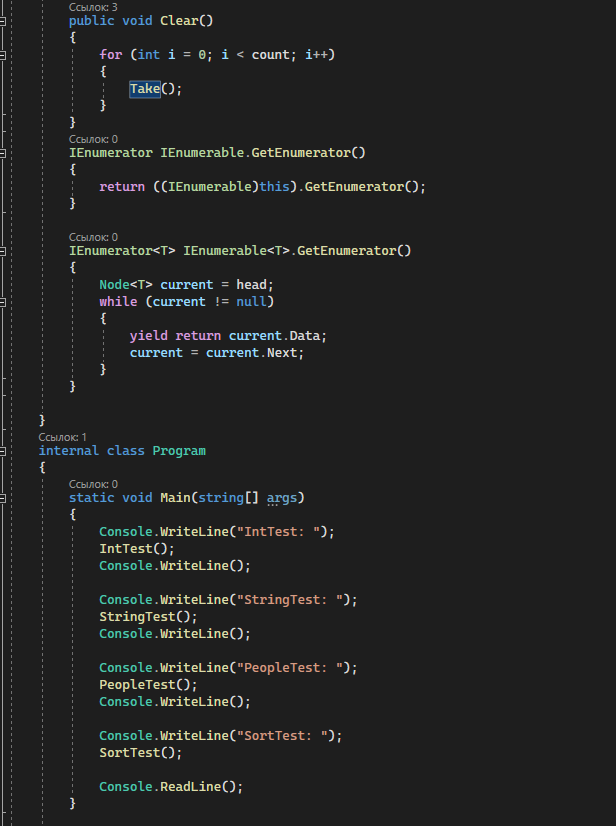 Ссылок: 3
public void Clear()
{
for (int i = 0; i < count; i++)
{
Take();
}
}
Ссылок: 0
IEnumerator IEnumerable.GetEnumerator()
{
return ((IEnumerable)this).GetEnumerator();
}
Ссылок: 0
IEnumerator<T> IEnumerable<T>.GetEnumerator()
{
Node<T> current = head;
while (current != null)
{
yield return current.Data;
current = current.Next;
}
}
}
Ссылок: 1
internal class Program
{
Ссылок: 0
static void Main(string[] args)
{
Console.WriteLine("IntTest: ");
IntTest();
Console.WriteLine();
Console.WriteLine("StringTest: ");
StringTest();
Console.WriteLine();
Console.WriteLine("PeopleTest: ");
PeopleTest();
Console.WriteLine();
Console.WriteLine("SortTest: ");
SortTest();
Console.ReadLine();
}